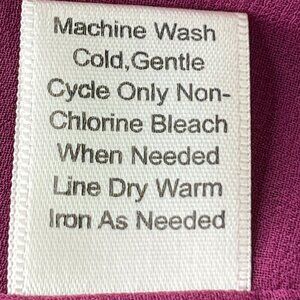 Machine Wash
Cold,Gentle
Cycle Only Non-
Chlorine Bleach
When Needed
Line Dry Warm
Iron As Needed